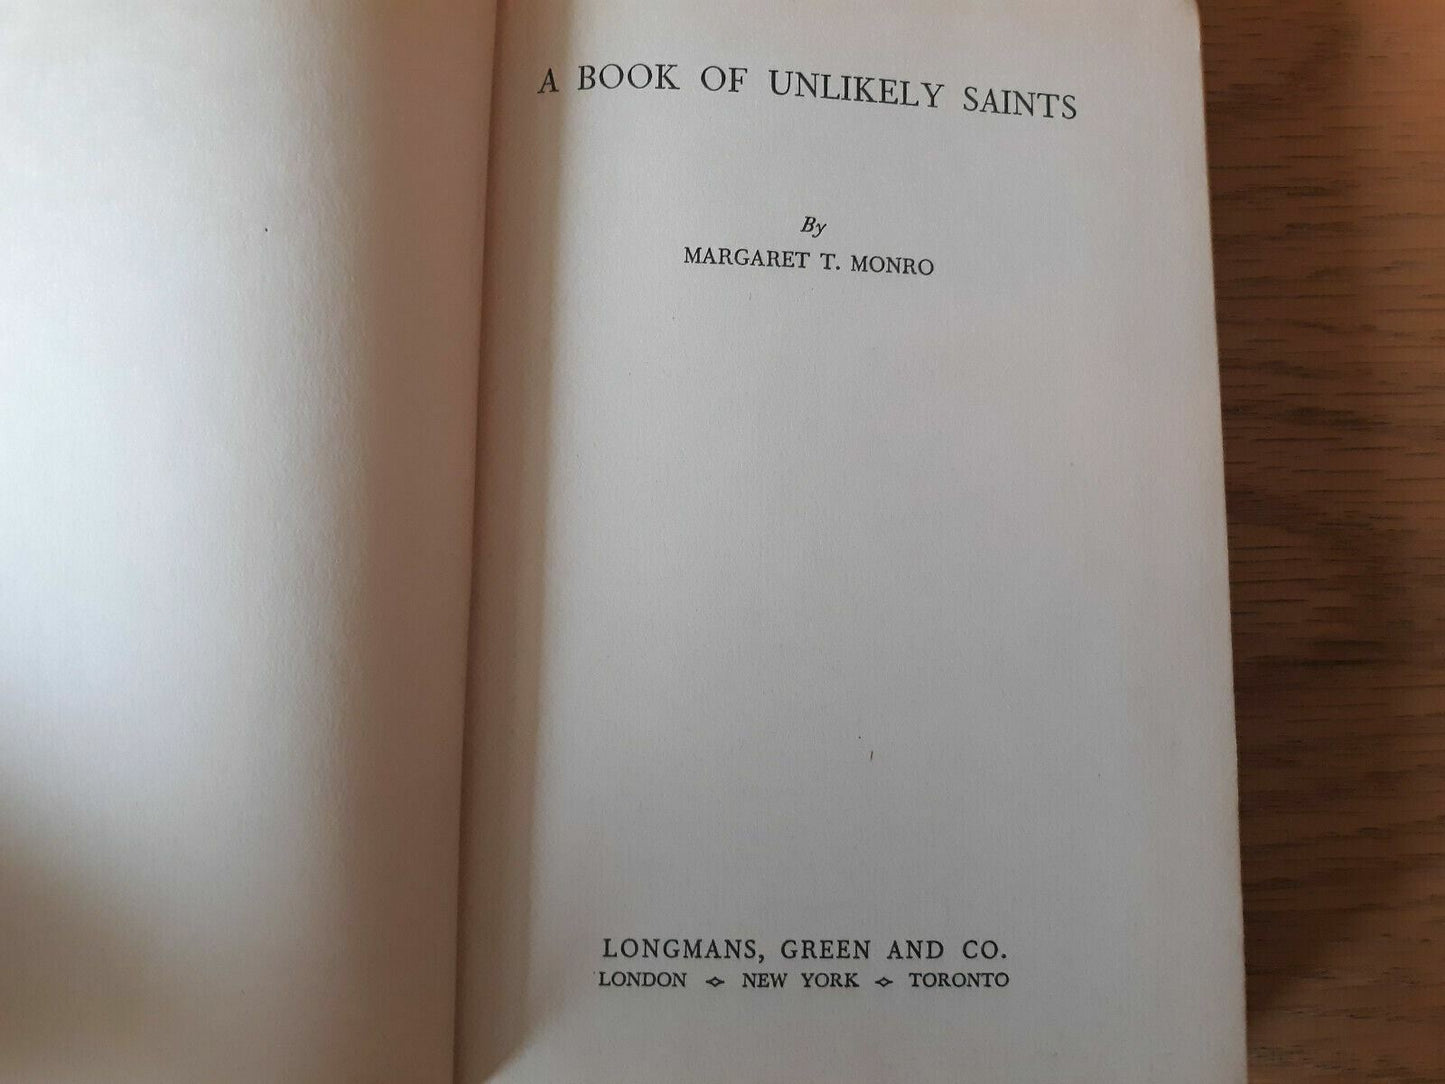 A BOOK OF UNLIKELY SAINTS
By
MARGARET T. MONRO
LONGMANS, GREEN AND CO.
LONDON ⟡ NEW YORK ⟡ TORONTO